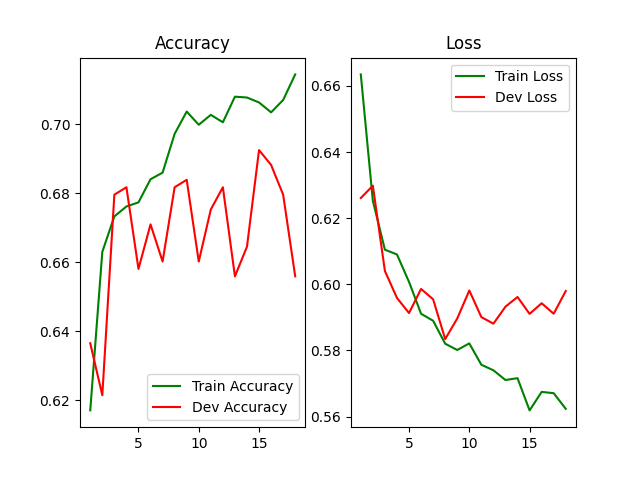 Accuracy
0.70
0.68
0.66
0.64
0.62
5 10 15
Train Accuracy
Dev Accuracy
Loss
0.66
0.64
0.62
0.60
0.58
0.56
5 10 15
Train Loss
Dev Loss